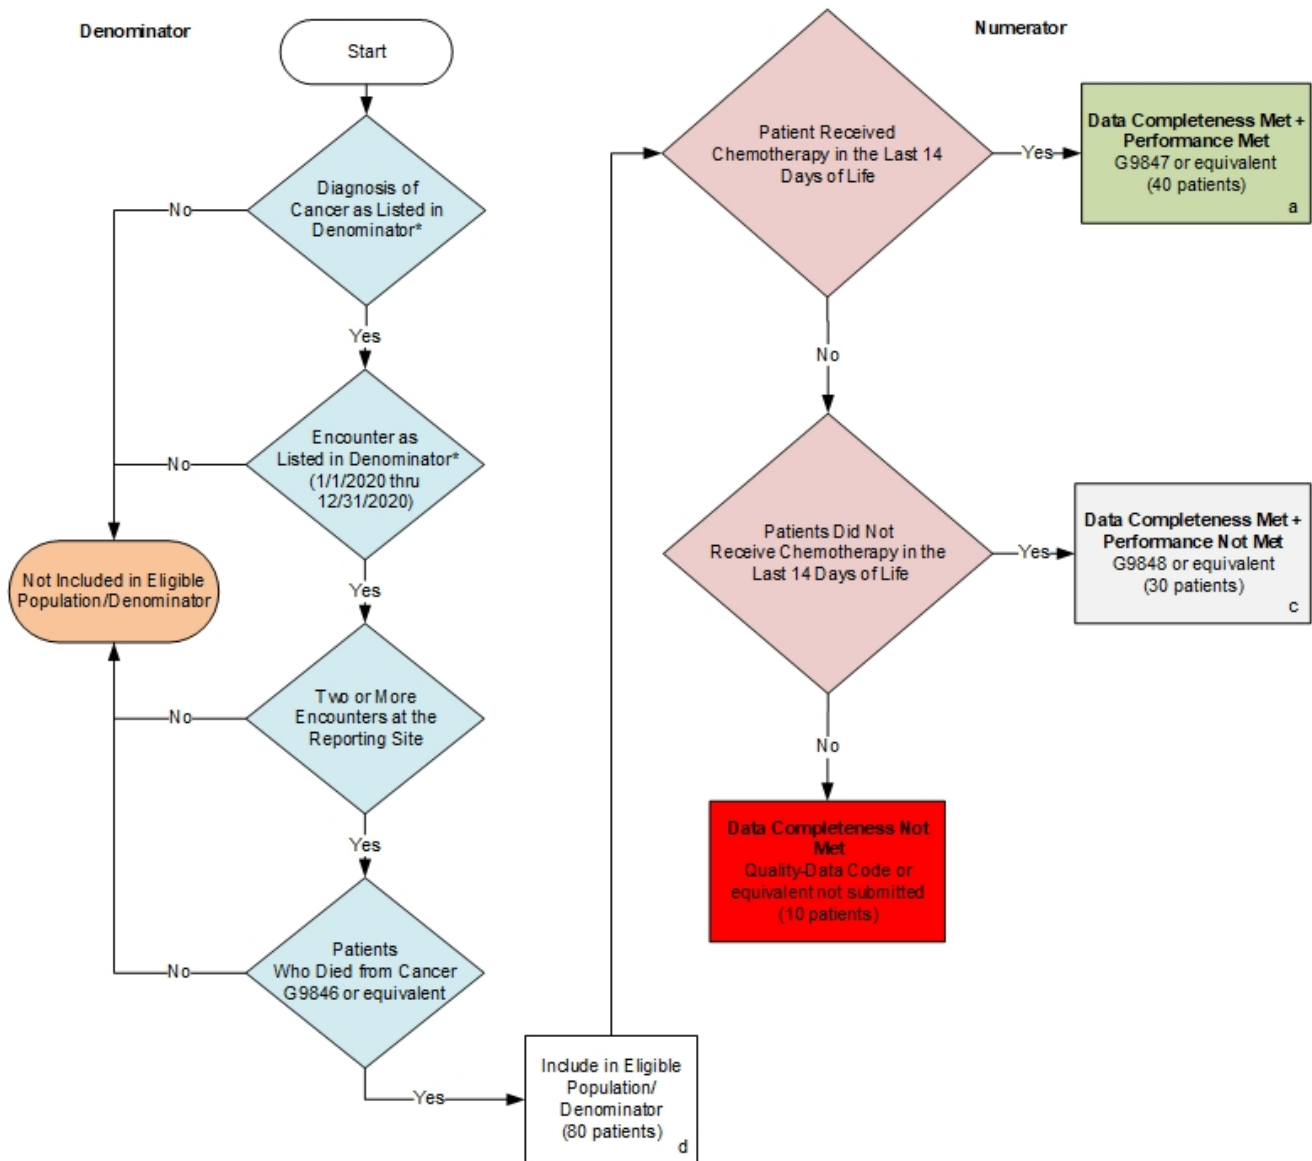 Denominator
Start
Diagnosis of
Cancer as Listed in
Denominator*
No
Yes
Encounter as
Listed in Denominator*
(1/1/2020 thru
12/31/2020)
No
Yes
Not Included in Eligible
Population/Denominator
Two or More
Encounters at the
Reporting Site
No
Yes
Patients
Who Died from Cancer
G9846 or equivalent
No
Yes
Include in Eligible
Population/
Denominator
(80 patients)
d
Numerator
Patient Received
Chemotherapy in the Last 14
Days of Life
Yes
Data Completeness Met +
Performance Met
G9847 or equivalent
(40 patients)
a
No
Patients Did Not
Receive Chemotherapy in the
Last 14 Days of Life
Yes
Data Completeness Met +
Performance Not Met
G9848 or equivalent
(30 patients)
c
No
Data Completeness Not
Met
Quality-Data Code or
equivalent not submitted
(10 patients)